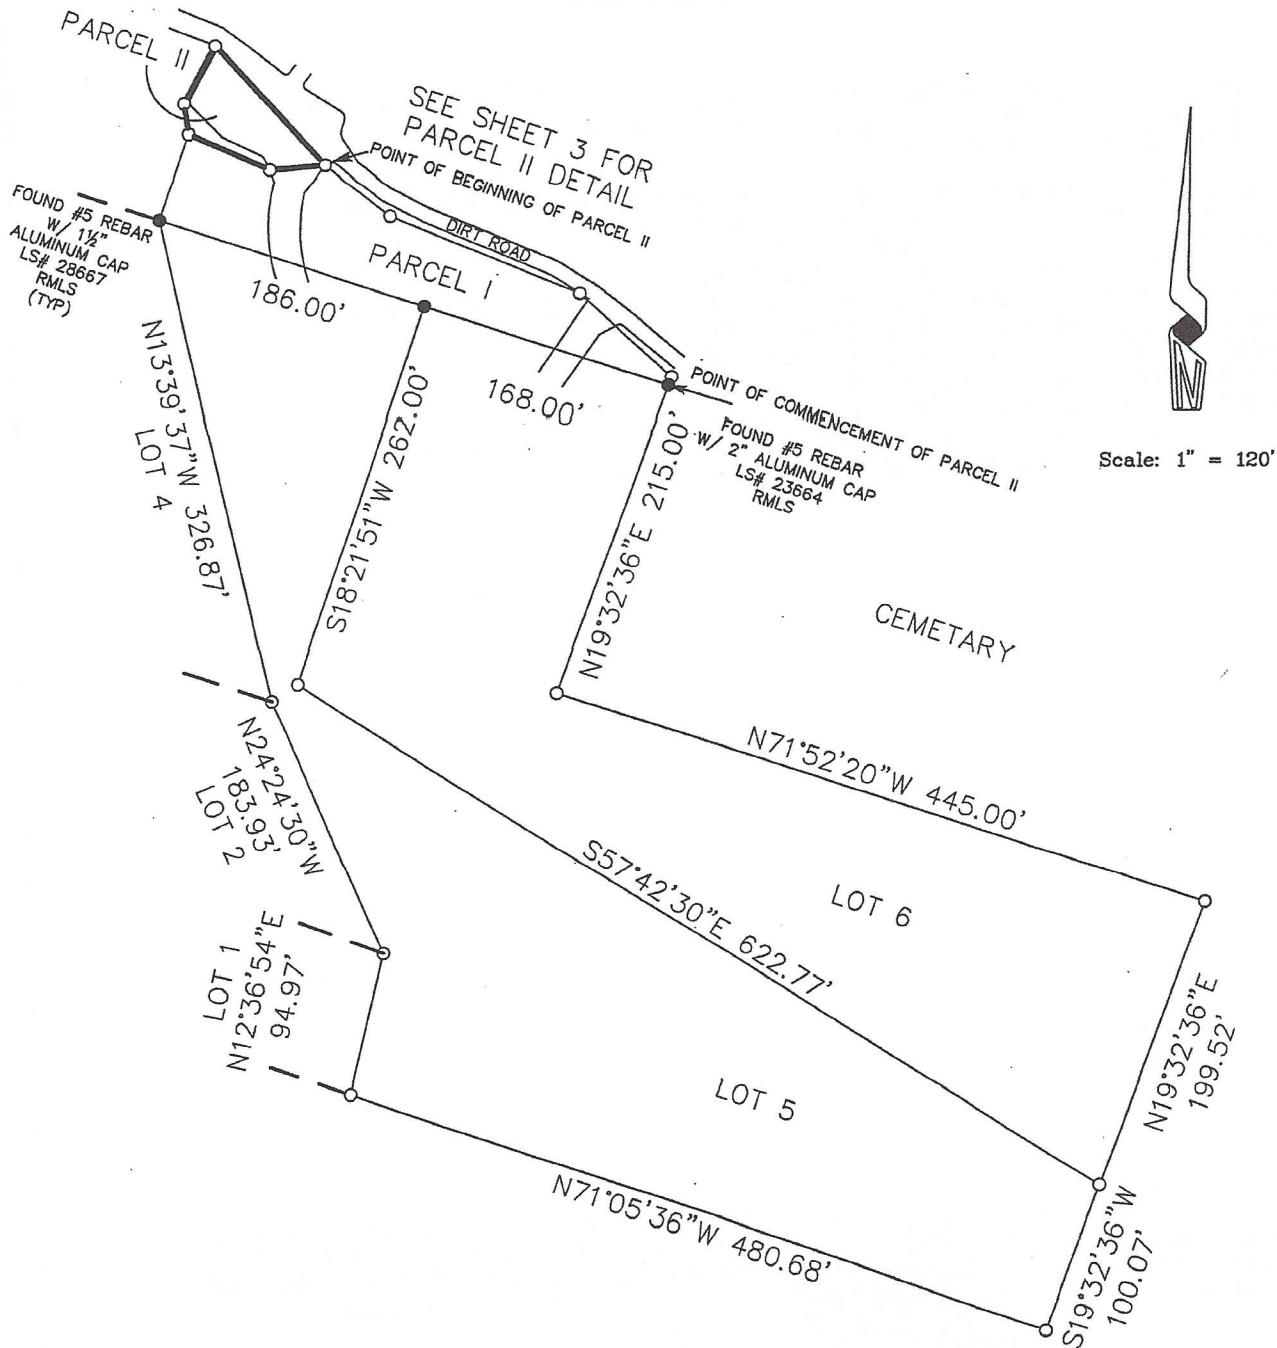 PARCEL II
SEE SHEET 3 FOR
PARCEL II DETAIL
POINT OF BEGINNING OF PARCEL II
DIRT ROAD
FOUND #5 REBAR
W/ 1½"
ALUMINUM CAP
LS# 28667
RMLS
(TYP)
PARCEL I
186.00'
168.00'
POINT OF COMMENCEMENT OF PARCEL II
FOUND #5 REBAR
W/ 2" ALUMINUM CAP
LS# 23664
RMLS
N
Scale: 1" = 120'
N13°39'37"W 326.87'
LOT 4
S18°21'51"W 262.00'
N19°32'36"E 215.00'
CEMETARY
N24°24'30"W
183.93'
LOT 2
N71°52'20"W 445.00'
S57°42'30"E 622.77'
LOT 6
LOT 1
N12°36'54"E
94.97'
N19°32'36"E
199.52'
LOT 5
N71°05'36"W 480.68'
S19°32'36"W
100.07'